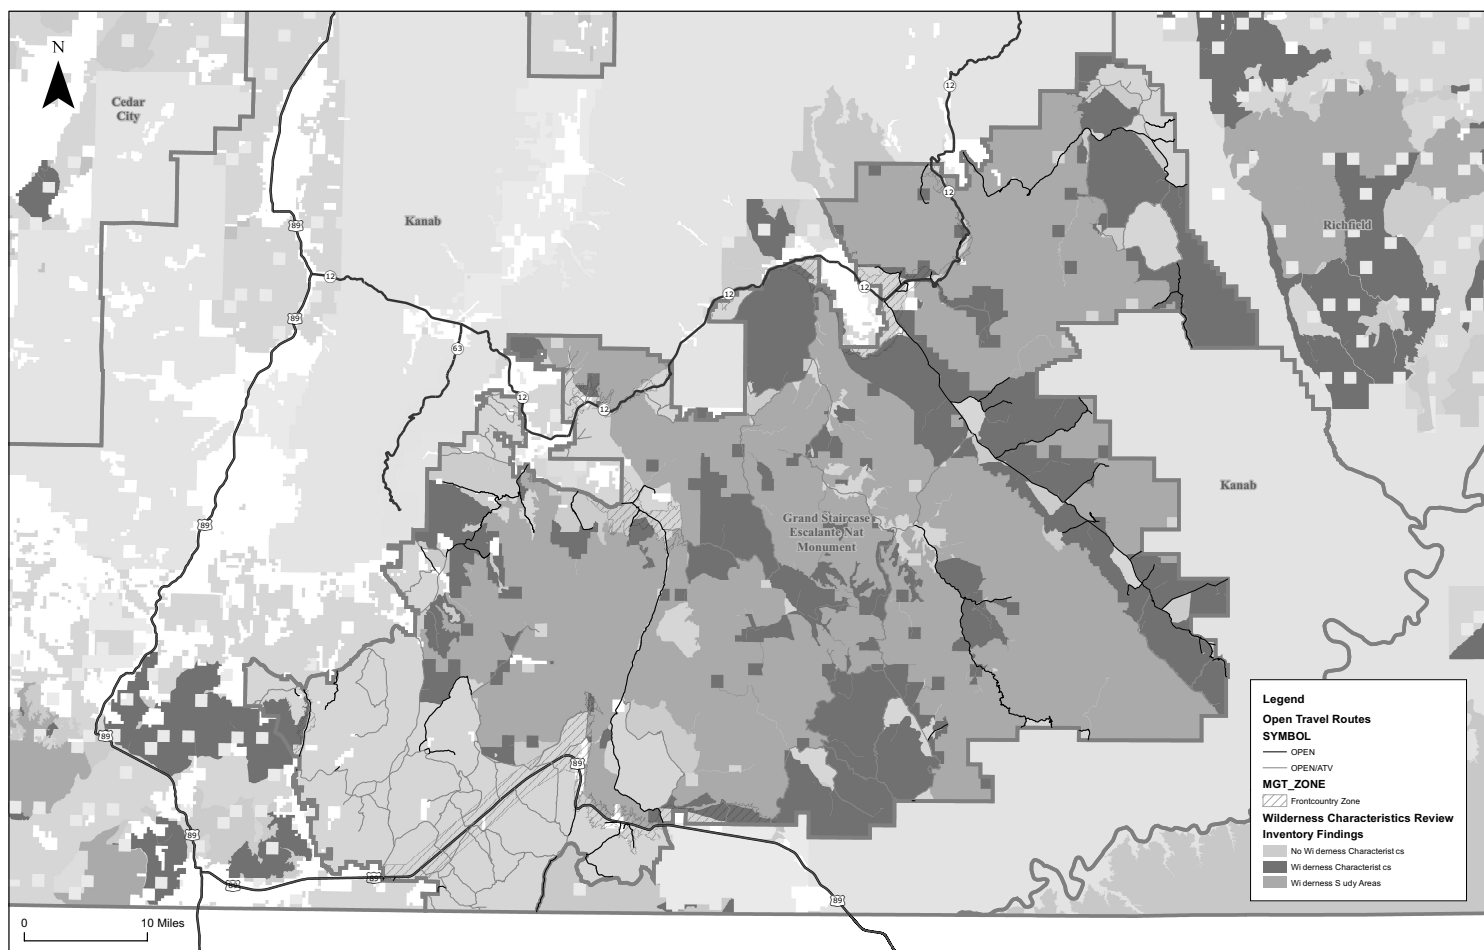 N
Cedar
City
12
12
89
Kanab
Richfield
12
12
12
89
63
12
12
Kanab
Grand Staircase
Escalante Nat
Monument
89
89
89
89
89
89
89
0
10 Miles
Legend
Open Travel Routes
SYMBOL
OPEN
OPEN/ATV
MGT_ZONE
Frontcountry Zone
Wilderness Characteristics Review
Inventory Findings
No Wi derness Characterist cs
Wi derness Characterist cs
Wi derness S udy Areas